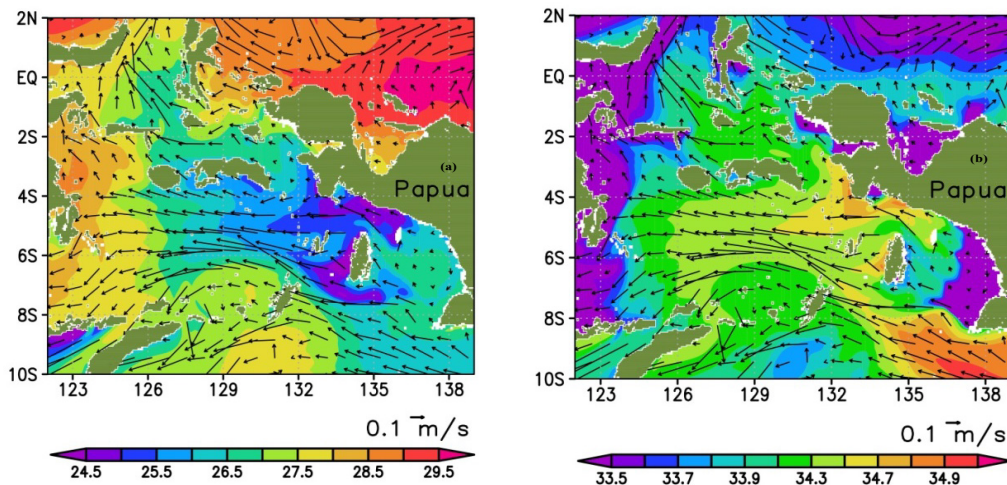 2N
EQ
2S
4S
6S
8S
10S
(a)
Papua
123 126 129 132 135 138
0.1 m/s
24.5 25.5 26.5 27.5 28.5 29.5
2N
EQ
2S
4S
6S
8S
10S
(b)
Papua
123 126 129 132 135 138
0.1 m/s
33.5 33.7 33.9 34.3 34.7 34.9